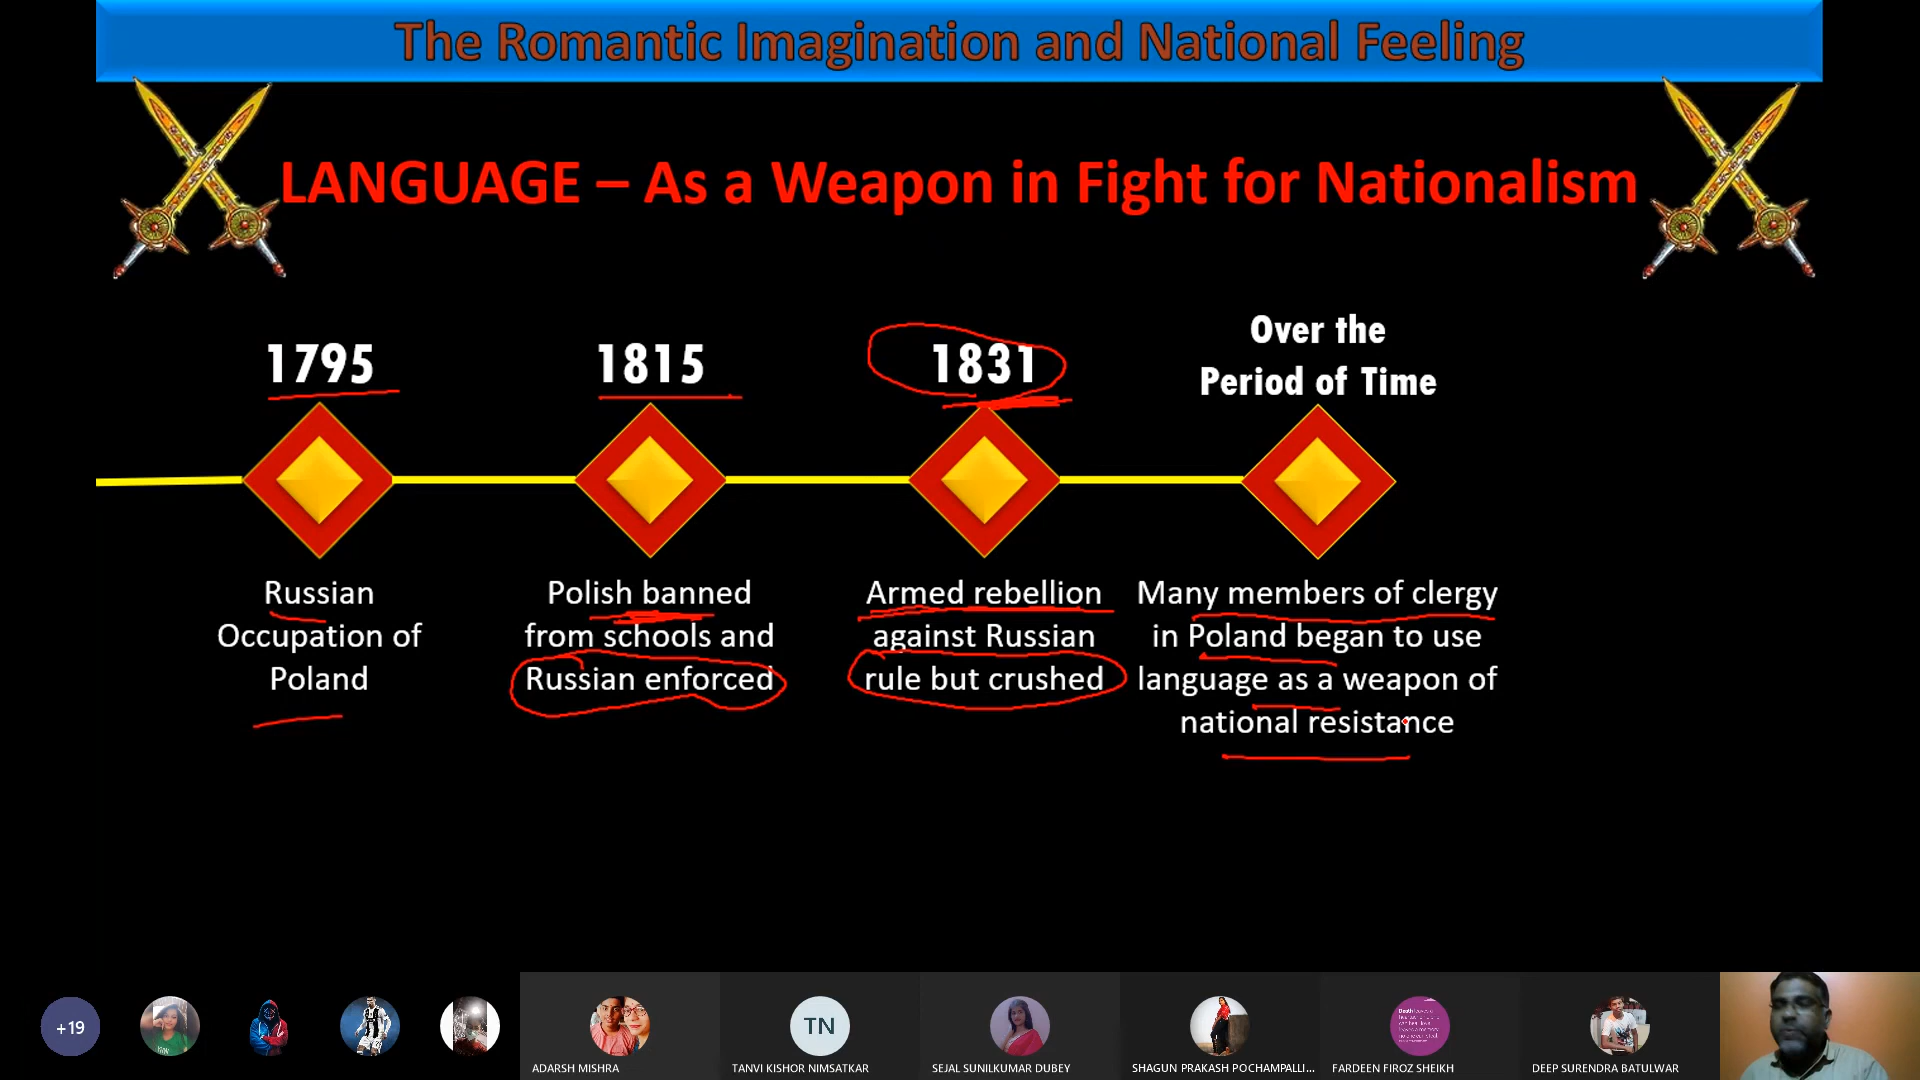 The Romantic Imagination and National Feeling
LANGUAGE – As a Weapon in Fight for Nationalism
1795
1815
1831
Over the
Period of Time
Russian
Occupation of
Poland
Polish banned
from schools and
Russian enforced
Armed rebellion
against Russian
rule but crushed
Many members of clergy
in Poland began to use
language as a weapon of
national resistance
+19
TN
ADARSH MISHRA
TANVI KISHOR NIMSATKAR
SEJAL SUNILKUMAR DUBEY
SHAGUN PRAKASH POCHAMPALLI...
FARDEEN FIROZ SHEIKH
DEEP SURENDRA BATULWAR